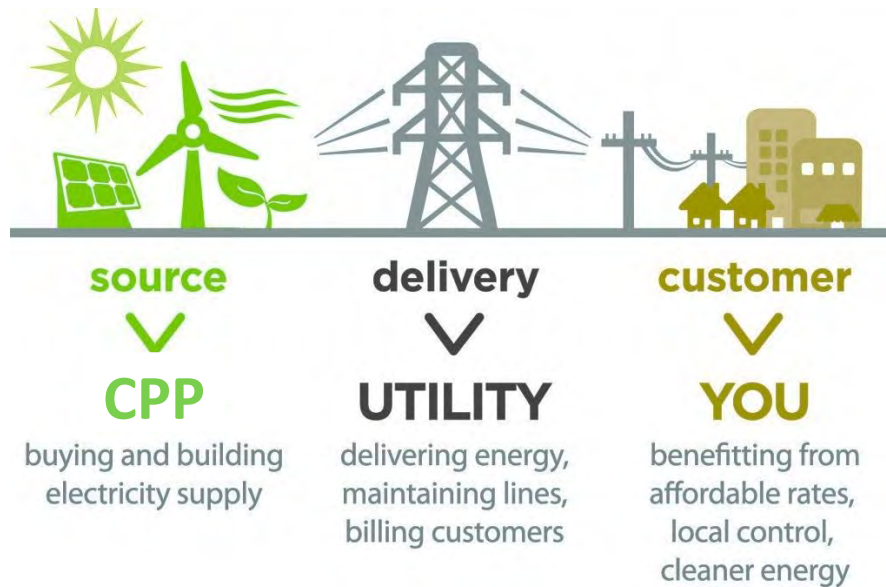 source
delivery
customer
CPP
UTILITY
YOU
buying and building
electricity supply
delivering energy,
maintaining lines,
billing customers
benefitting from
affordable rates,
local control,
cleaner energy